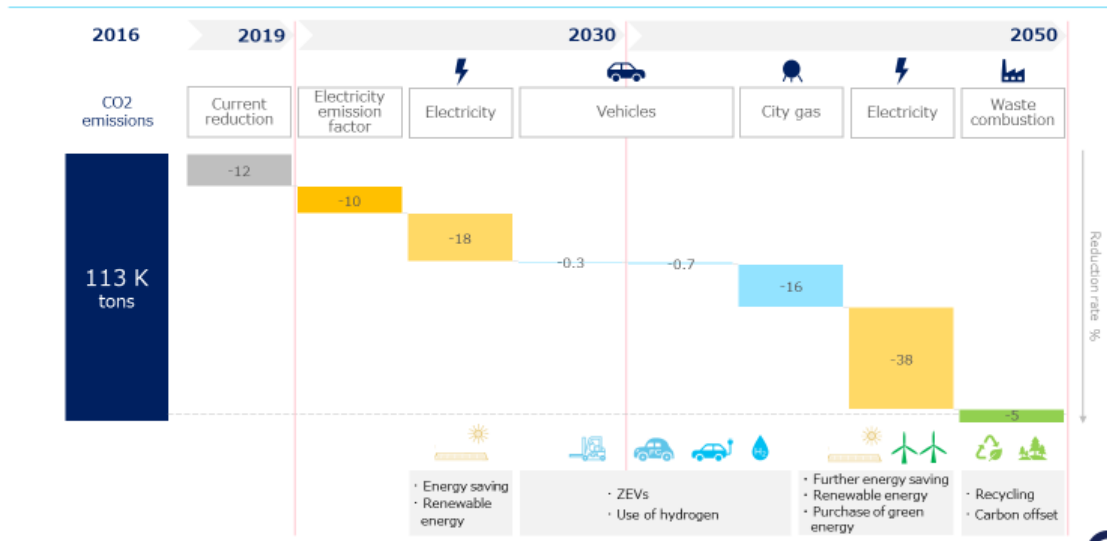 2016
2019
2030
2050
CO2
emissions
Current
reduction
Electricity
emission
factor
Electricity
Vehicles
City gas
Electricity
Waste
combustion
113 K
tons
-12
-10
-18
-0.3
-0.7
-16
-38
-5
Reduction rate %
FC
H2
· Energy saving
· Renewable
energy
· ZEVs
· Use of hydrogen
· Further energy saving
· Renewable energy
· Purchase of green
energy
· Recycling
· Carbon offset